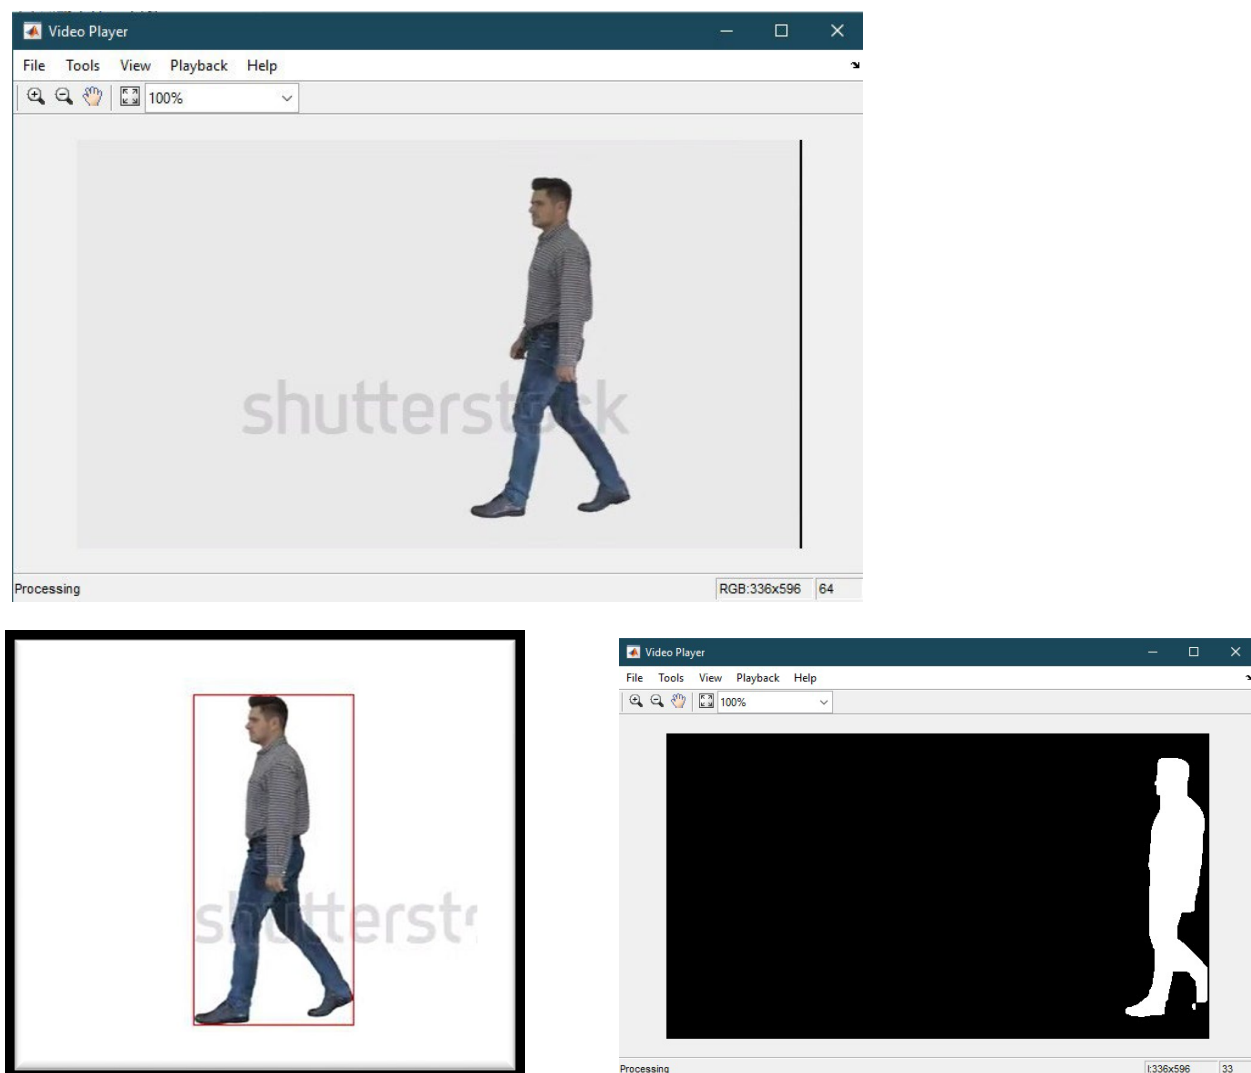 Video Player
File Tools View Playback Help
100%
shutterstock
Processing RGB:336x596 64
shutterst
Video Player
File Tools View Playback Help
100%
Processing I:336x596 33